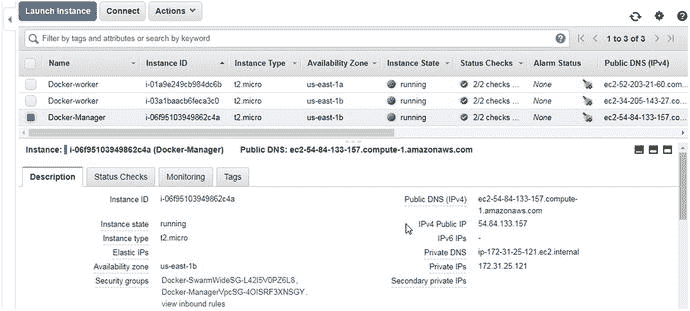 Launch Instance Connect Actions
Filter by tags and attributes or search by keyword 1 to 3 of 3
Name Instance ID Instance Type Availability Zone Instance State Status Checks Alarm Status Public DNS (IPv4)
Docker-worker i-01a9e249cb984dc6b t2.micro us-east-1a running 2/2 checks ... None ec2-52-203-21-60.com...
Docker-worker i-03a1baacb6feca3c0 t2.micro us-east-1b running 2/2 checks ... None ec2-34-205-143-27.co...
Docker-Manager i-06f95103949862c4a t2.micro us-east-1b running 2/2 checks ... None ec2-54-84-133-157.co...
Instance: i-06f95103949862c4a (Docker-Manager) Public DNS: ec2-54-84-133-157.compute-1.amazonaws.com
Description Status Checks Monitoring Tags
Instance ID i-06f95103949862c4a Public DNS (IPv4) ec2-54-84-133-157.compute-
1.amazonaws.com
Instance state running IPv4 Public IP 54.84.133.157
Instance type t2.micro IPv6 IPs -
Elastic IPs Private DNS ip-172-31-25-121.ec2.internal
Availability zone us-east-1b Private IPs 172.31.25.121
Security groups Docker-SwarmWideSG-L42I5V0PZ6L8, Secondary private IPs
Docker-ManagerVpcSG-4OISRF3XNSGY,
view inbound rules